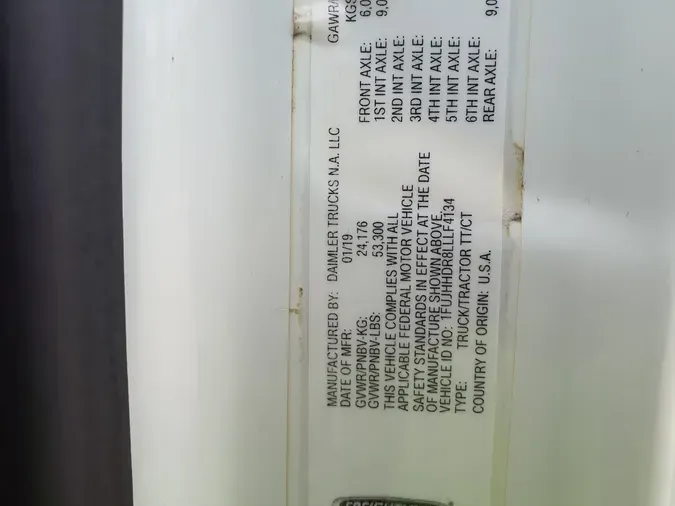 MANUFACTURED BY: DAIMLER TRUCKS N.A. LLC
DATE OF MFR: 01/19
GVWR/PNBV-KG: 24,176
GVWR/PNBV-LBS: 53,300
THIS VEHICLE COMPLIES WITH ALL
APPLICABLE FEDERAL MOTOR VEHICLE
SAFETY STANDARDS IN EFFECT AT THE DATE
OF MANUFACTURE SHOWN ABOVE.
VEHICLE ID NO: 1FUJHHDR8LLLF4134
TYPE: TRUCK/TRACTOR TT/CT
COUNTRY OF ORIGIN: U.S.A.
FRONT AXLE:
1ST INT AXLE:
2ND INT AXLE:
3RD INT AXLE:
4TH INT AXLE:
5TH INT AXLE:
6TH INT AXLE:
REAR AXLE: